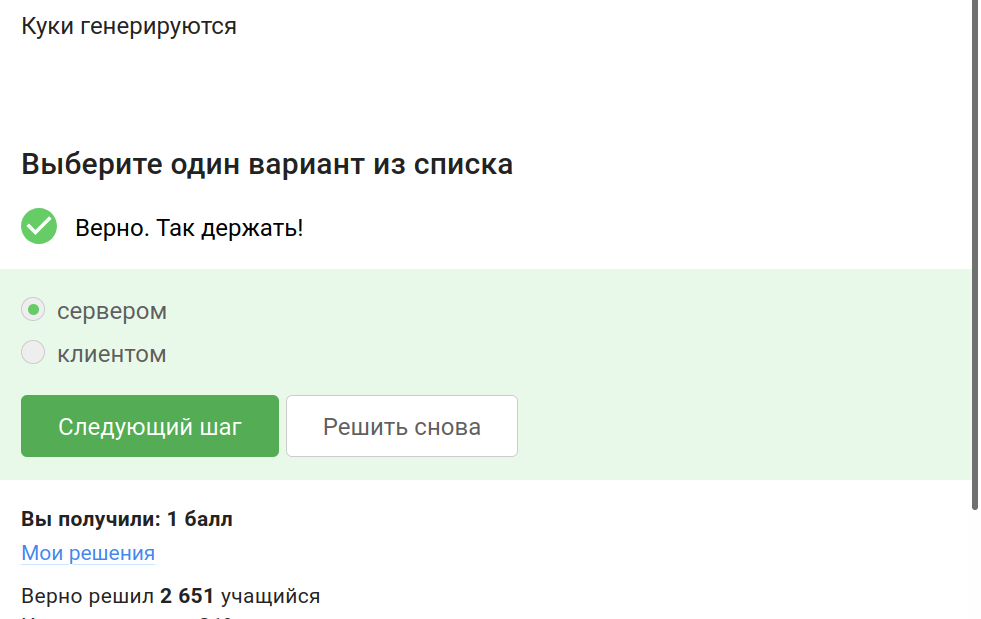 Куки генерируются
Выберите один вариант из списка
Верно. Так держать!
сервером
клиентом
Следующий шаг
Решить снова
Вы получили: 1 балл
Мои решения
Верно решил 2 651 учащийся